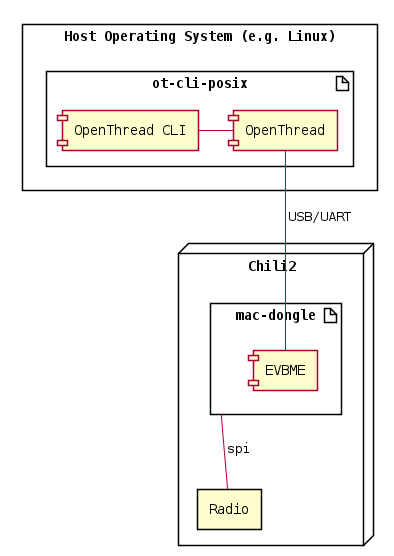 Host Operating System (e.g. Linux)
ot-cli-posix
OpenThread CLI
OpenThread
USB/UART
Chili2
mac-dongle
EVBME
spi
Radio